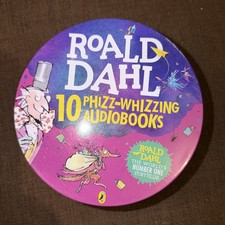 ROALD
DAHL
10 PHIZZ-WHIZZING
AUDIOBOOKS
ROALD
DAHL
THE WORLD'S
NUMBER ONE
STORYTELLER